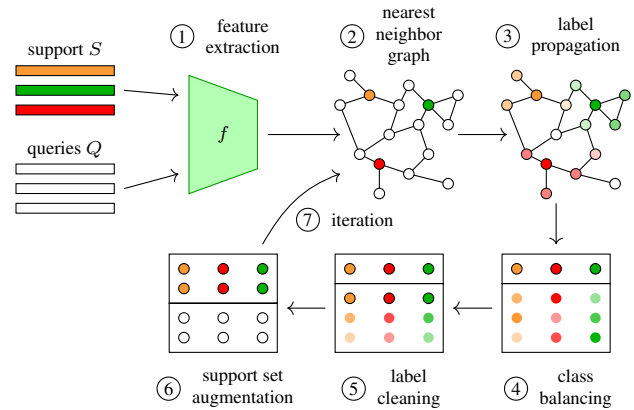 support S
① feature
extraction
② nearest
neighbor
graph
③ label
propagation
f
queries Q
⑦ iteration
⑥ support set
augmentation
⑤ label
cleaning
④ class
balancing